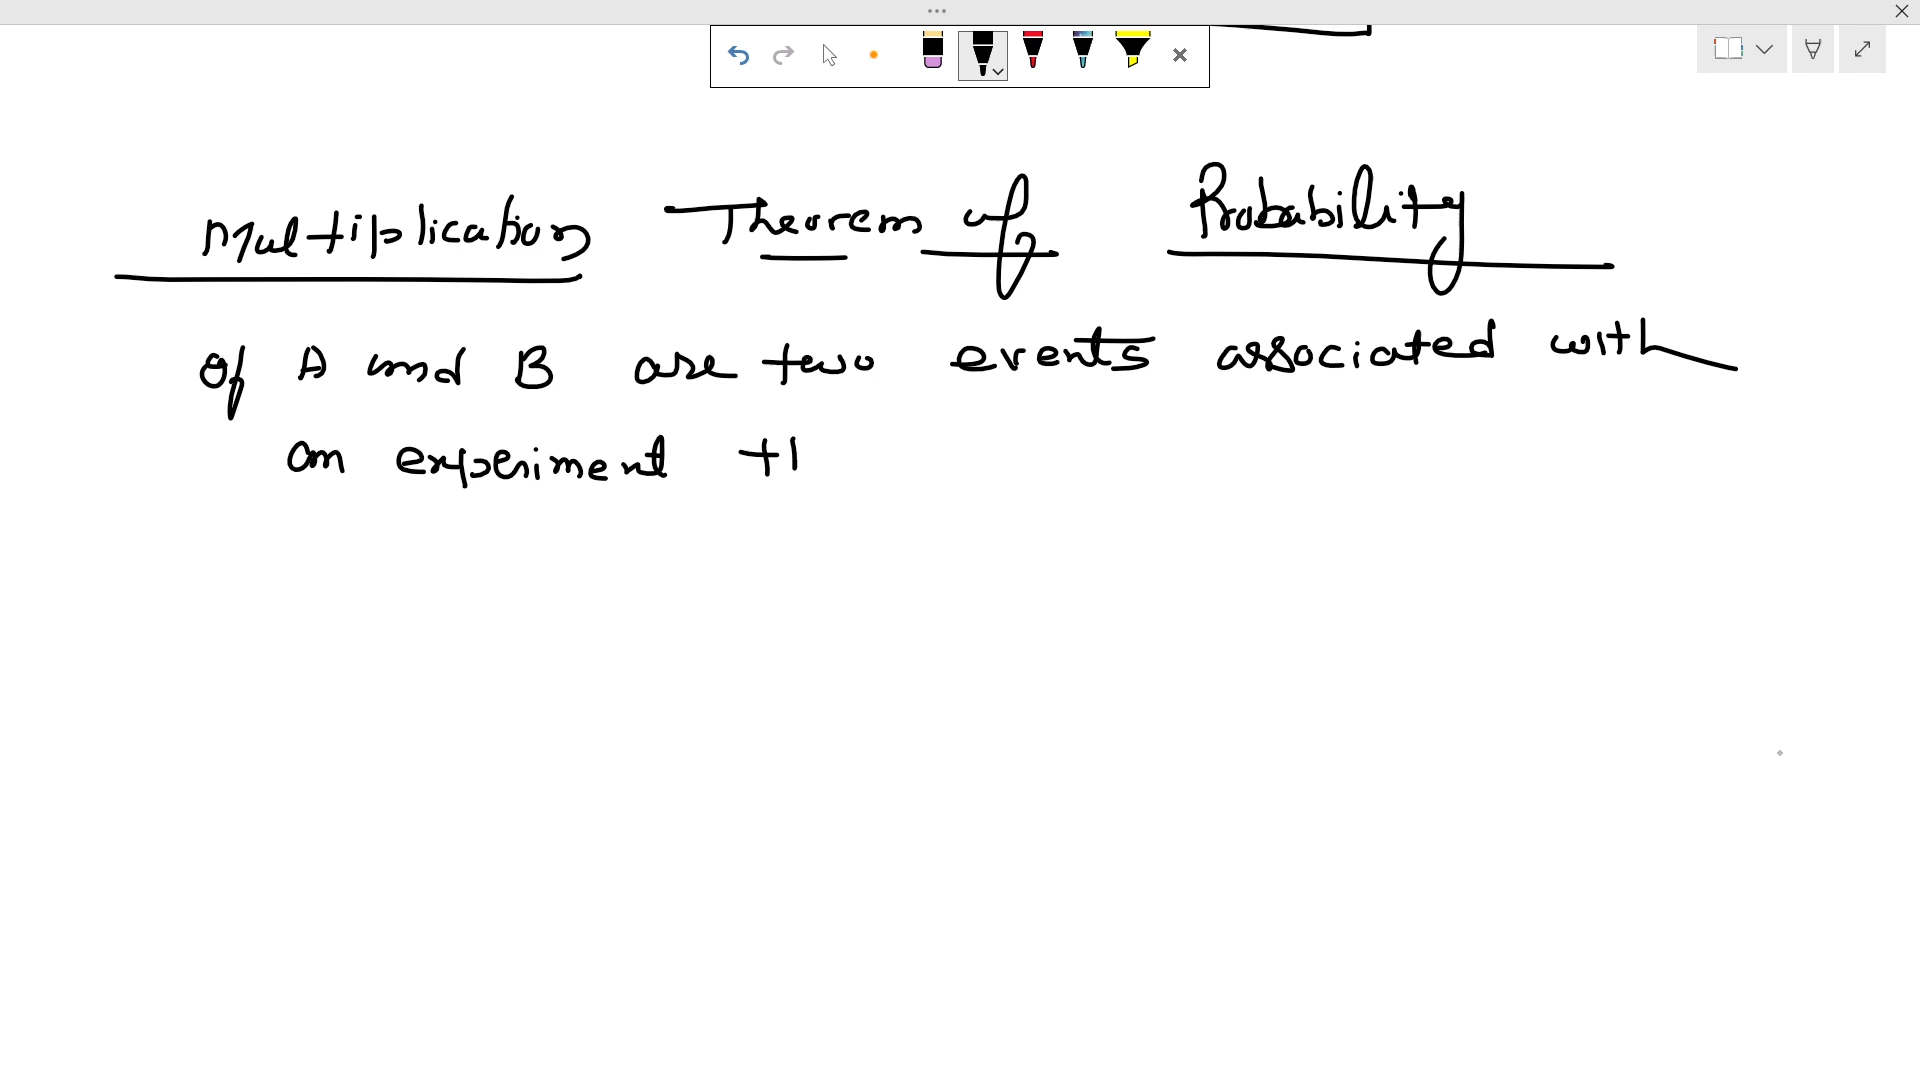 Multiplication Theorem of Probability
If A and B are two events associated with
an experiment